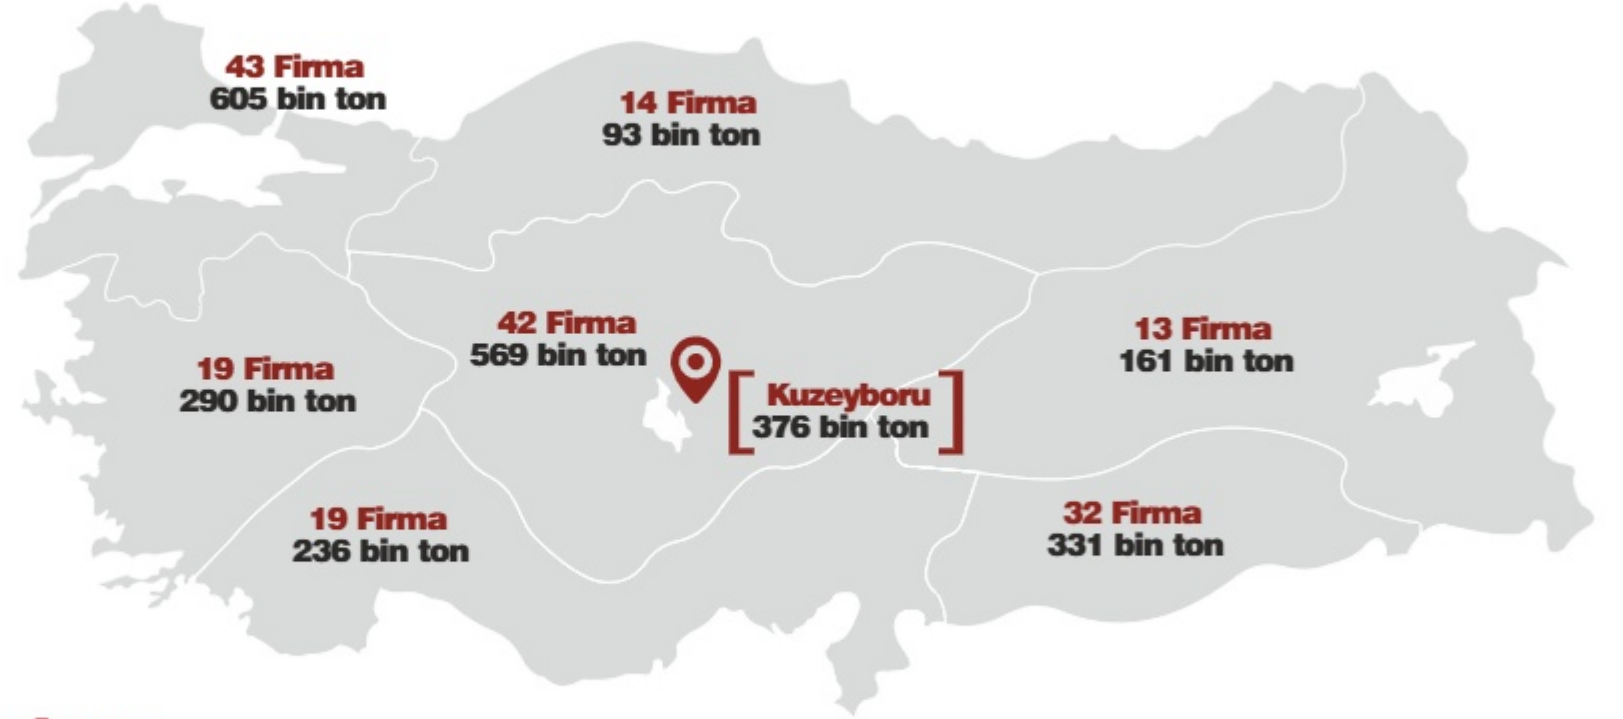 43 Firma
605 bin ton
14 Firma
93 bin ton
42 Firma
569 bin ton
Kuzeyboru
376 bin ton
13 Firma
161 bin ton
19 Firma
290 bin ton
19 Firma
236 bin ton
32 Firma
331 bin ton